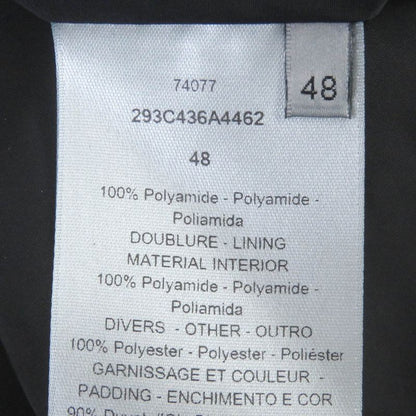 74077
48
293C436A4462
48
100% Polyamide - Polyamide -
Poliamida
DOUBLURE - LINING
MATERIAL INTERIOR
100% Polyamide - Polyamide -
Poliamida
DIVERS - OTHER - OUTRO
100% Polyester - Polyester - Poliéster
GARNISSAGE ET COULEUR -
PADDING - ENCHIMENTO E COR
90%